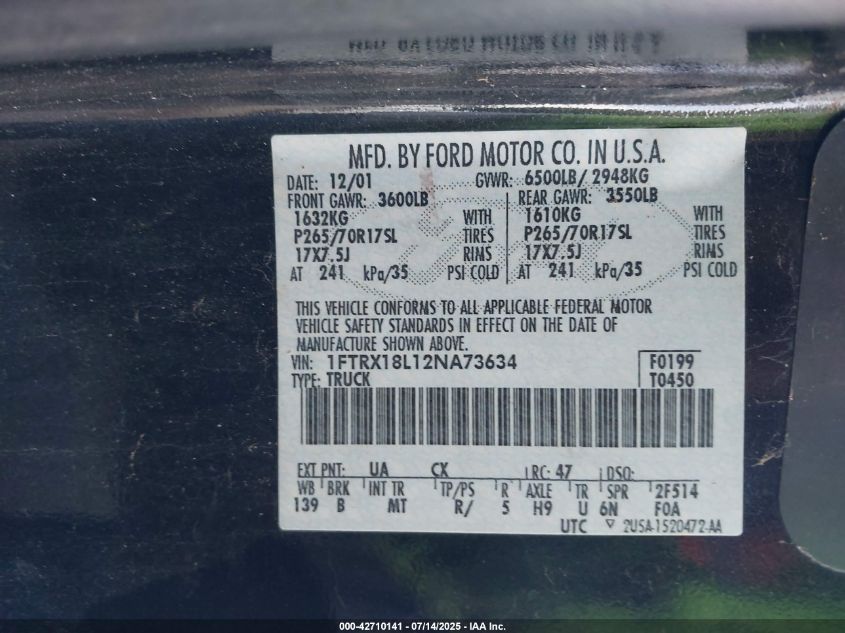 MFD. BY FORD MOTOR CO. IN U.S.A.
DATE: 12/01 GVWR: 6500LB/ 2948KG
FRONT GAWR: 3600LB REAR GAWR: 3550LB
1632KG WITH 1610KG WITH
P265/70R17SL TIRES P265/70R17SL TIRES
17X7.5J RIMS 17X7.5J RIMS
AT 241 kPa/35 PSI COLD AT 241 kPa/35 PSI COLD
THIS VEHICLE CONFORMS TO ALL APPLICABLE FEDERAL MOTOR
VEHICLE SAFETY STANDARDS IN EFFECT ON THE DATE OF
MANUFACTURE SHOWN ABOVE.
VIN: 1FTRX18L12NA73634 F0199
TYPE: TRUCK T0450
EXT PNT: UA CX RC: 47 DSO:
WB BRK INT TR TP/PS R AXLE TR SPR 2F514
139 B MT R/ 5 H9 U 6N F0A
UTC ▽ 2U5A-1520472-AA
000-42710141 - 07/14/2025 - IAA Inc.